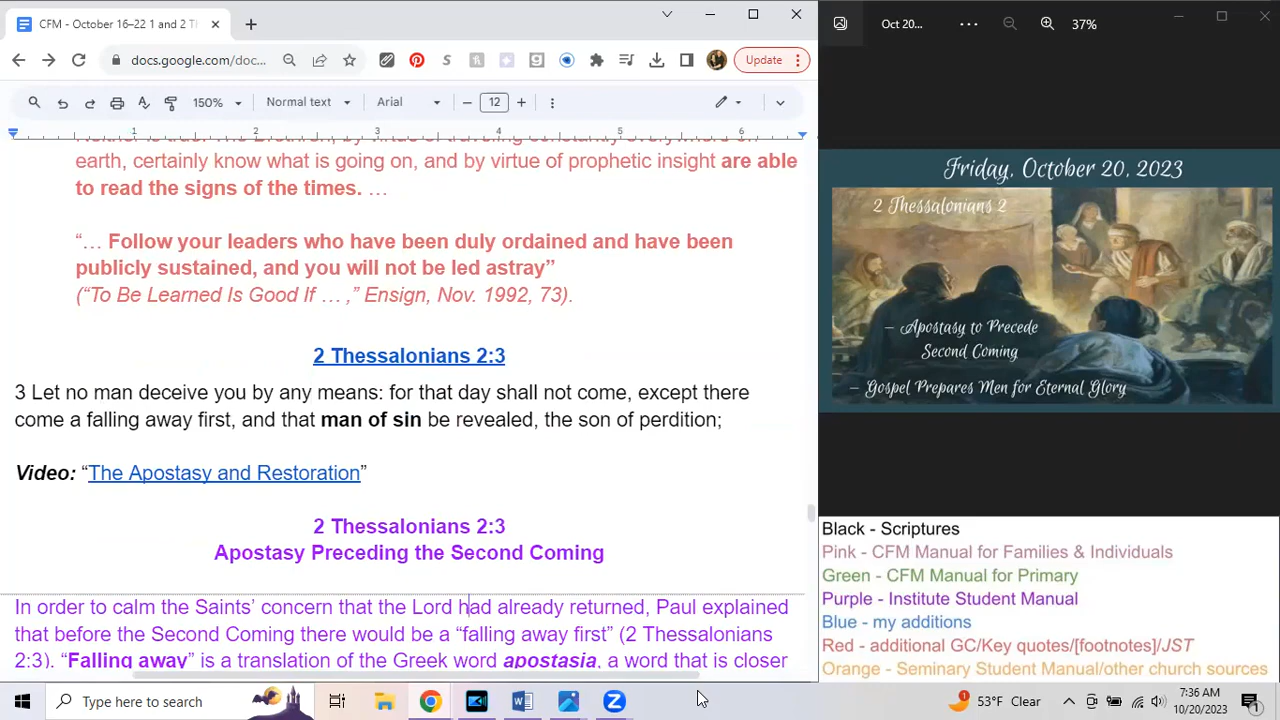 CFM - October 16–22 1 and 2 Th
docs.google.com/doc...
Update
150%
Normal text
Arial
12
1
2
3
4
5
6
earth, certainly know what is going on, and by virtue of prophetic insight are able
to read the signs of the times. …
“… Follow your leaders who have been duly ordained and have been
publicly sustained, and you will not be led astray”
(“To Be Learned Is Good If … ,” Ensign, Nov. 1992, 73).
2 Thessalonians 2:3
3 Let no man deceive you by any means: for that day shall not come, except there
come a falling away first, and that man of sin be revealed, the son of perdition;
Video: “The Apostasy and Restoration”
2 Thessalonians 2:3
Apostasy Preceding the Second Coming
In order to calm the Saints’ concern that the Lord had already returned, Paul explained
that before the Second Coming there would be a “falling away first” (2 Thessalonians
2:3). “Falling away” is a translation of the Greek word apostasia, a word that is closer
Oct 20...
37%
Friday, October 20, 2023
2 Thessalonians 2
– Apostasy to Precede
Second Coming
– Gospel Prepares Men for Eternal Glory
Black - Scriptures
Pink - CFM Manual for Families & Individuals
Green - CFM Manual for Primary
Purple - Institute Student Manual
Blue - my additions
Red - additional GC/Key quotes/[footnotes]/JST
Orange - Seminary Student Manual/other church sources
Type here to search
53°F Clear
7:36 AM
10/20/2023